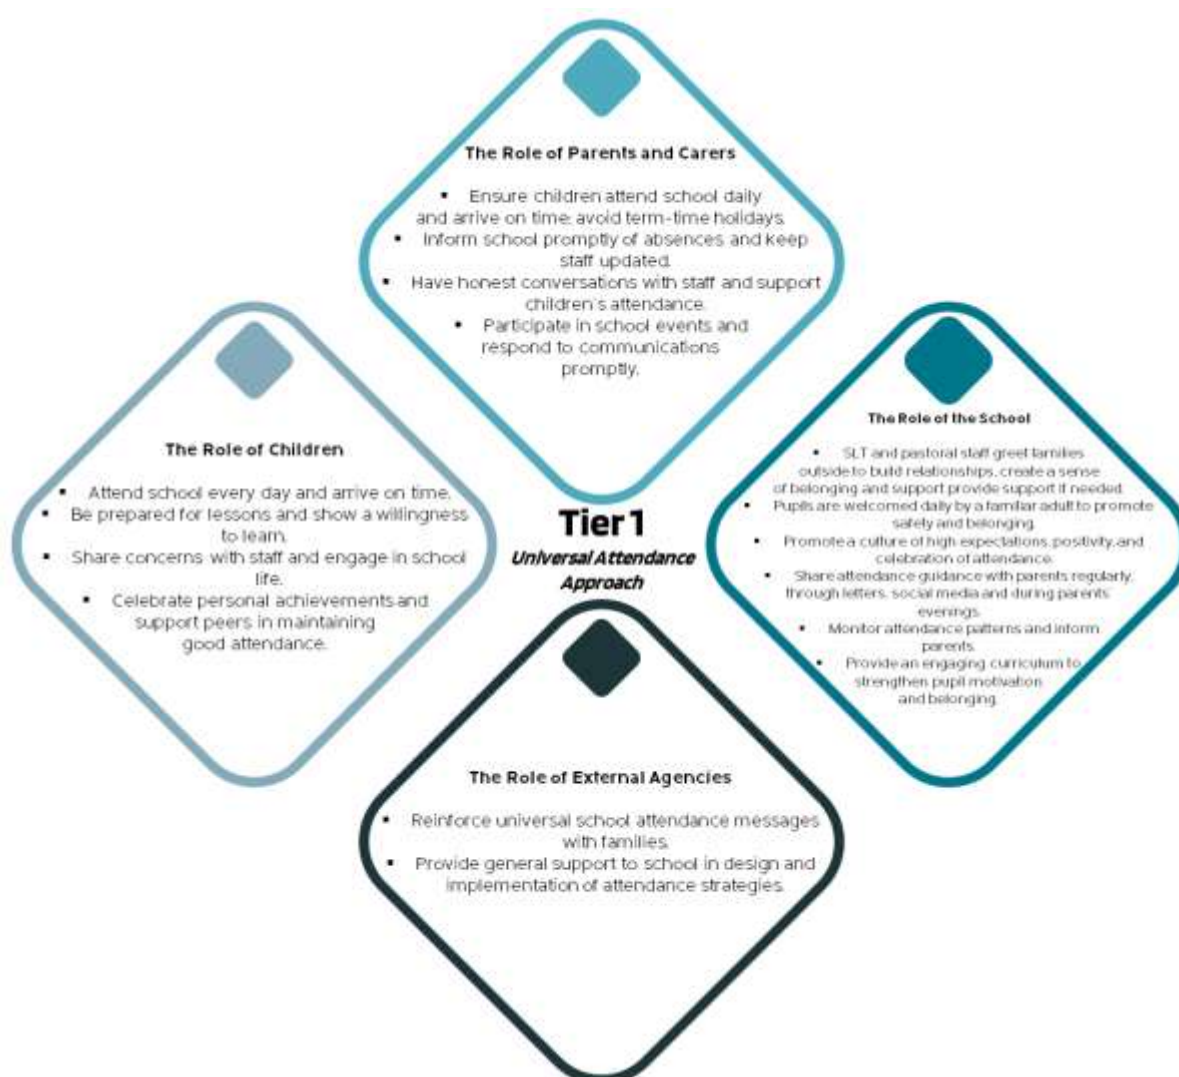 The Role of Parents and Carers
▪ Ensure children attend school daily
and arrive on time; avoid term-time holidays.
▪ Inform school promptly of absences and keep
staff updated.
▪ Have honest conversations with staff and support
children's attendance.
▪ Participate in school events and
respond to communications
promptly.
The Role of Children
▪ Attend school every day and arrive on time.
▪ Be prepared for lessons and show a willingness
to learn.
▪ Share concerns with staff and engage in school
life.
▪ Celebrate personal achievements and
support peers in maintaining
good attendance.
Tier 1
Universal Attendance
Approach
The Role of the School
▪ SLT and pastoral staff greet families
outside to build relationships, create a sense
of belonging and support provide support if needed.
▪ Pupils are welcomed daily by a familiar adult to promote
safety and belonging.
▪ Promote a culture of high expectations, positivity, and
celebration of attendance.
▪ Share attendance guidance with parents regularly,
through letters, social media and during parents'
evenings.
▪ Monitor attendance patterns and inform
parents.
▪ Provide an engaging curriculum to
strengthen pupil motivation
and belonging.
The Role of External Agencies
▪ Reinforce universal school attendance messages
with families.
▪ Provide general support to school in design and
implementation of attendance strategies.